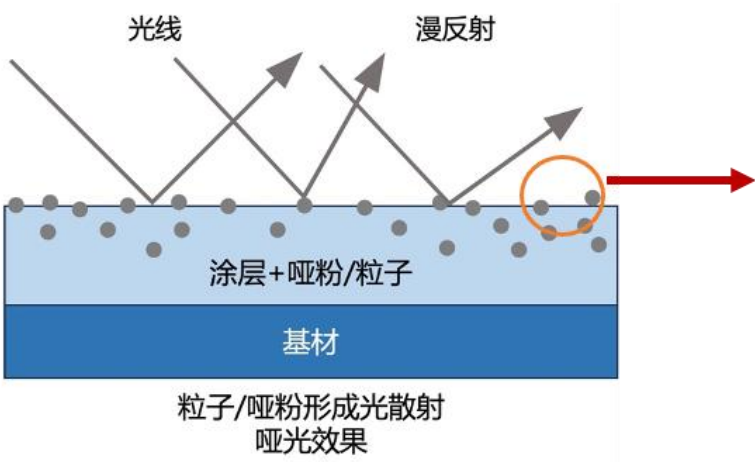 光线
漫反射
涂层+哑粉/粒子
基材
粒子/哑粉形成光散射
哑光效果